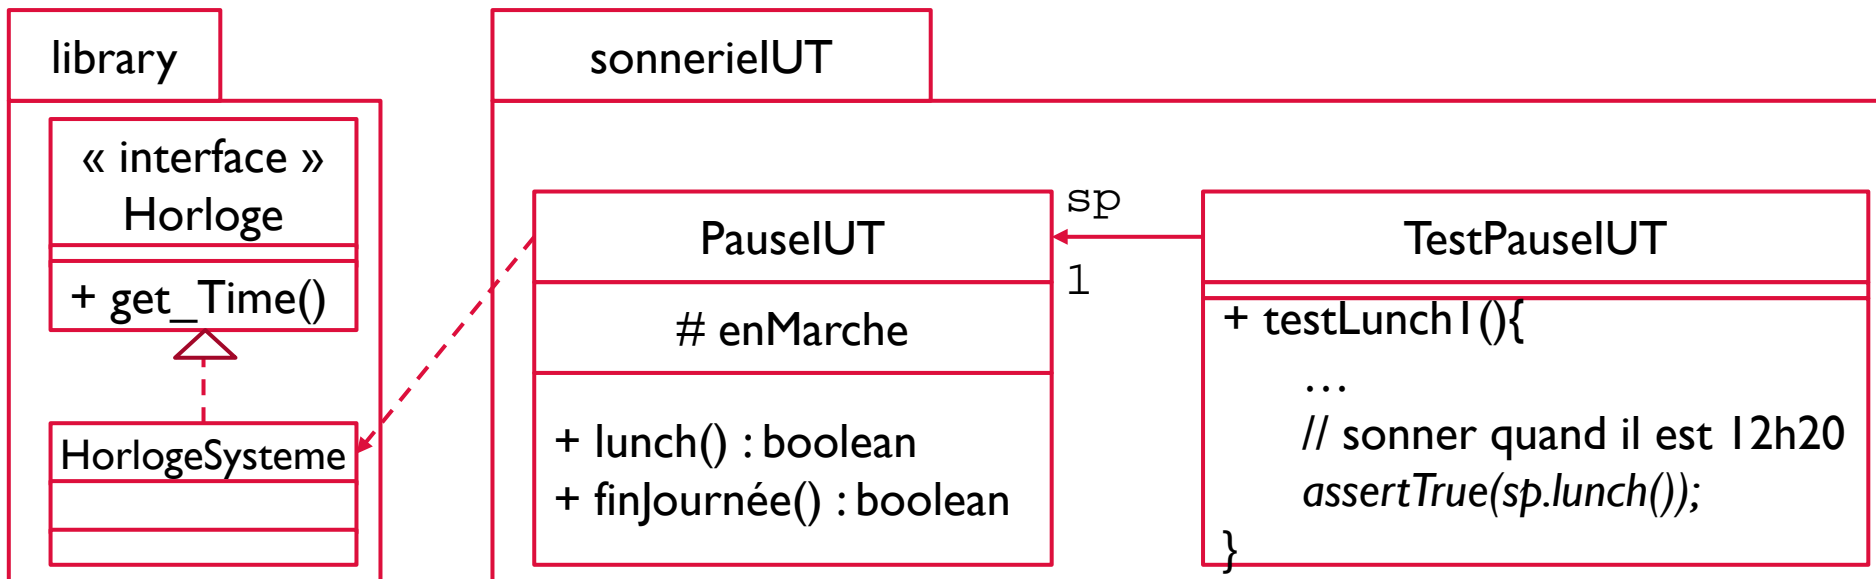 library
« interface »
Horloge
+ get_Time()
HorlogeSysteme
sonnerieIUT
PauseIUT
# enMarche
+ lunch() : boolean
+ finJournée() : boolean
sp
1
TestPauseIUT
+ testLunch1(){
…
// sonner quand il est 12h20
assertTrue(sp.lunch());
}